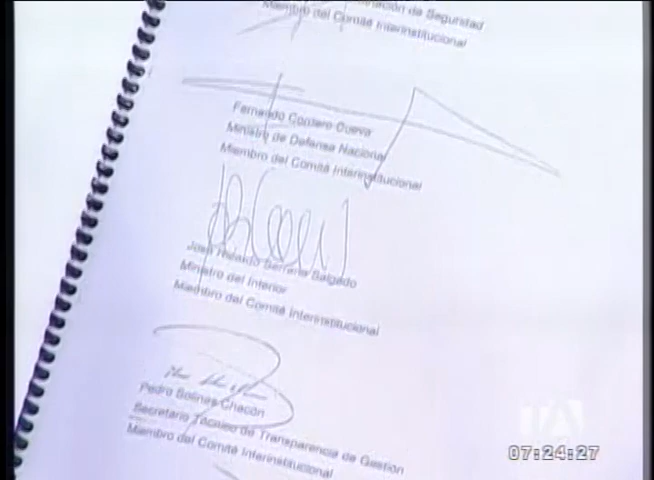 de Seguridad
Miembro del Comité Interinstitucional
Fernando Cordero Cueva
Ministro de Defensa Nacional
Miembro del Comité Interinstitucional
José Ricardo Serrano Salgado
Ministro del Interior
Miembro del Comité Interinstitucional
Pedro Solines Chacón
Secretario Técnico de Transparencia de Gestión
Miembro del Comité Interinstitucional
07:24:27